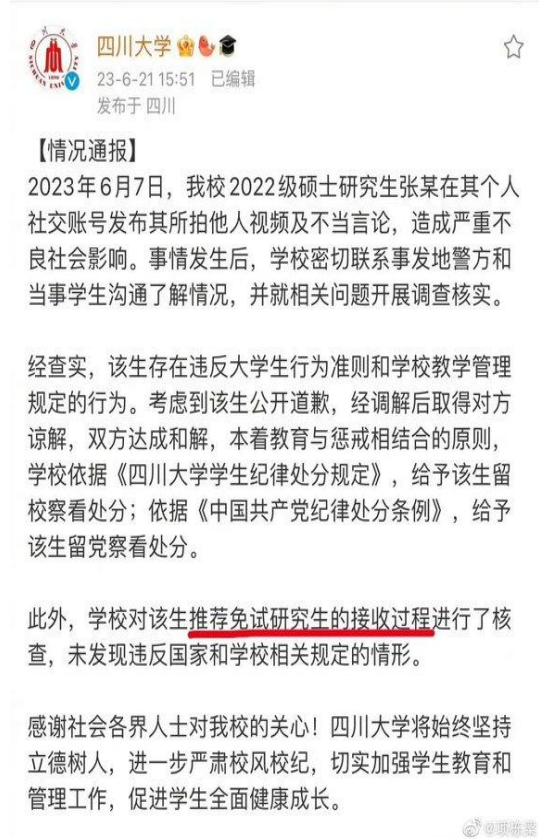 四川大学
23-6-21 15:51 已编辑
发布于 四川
【情况通报】
2023年6月7日，我校2022级硕士研究生张某在其个人
社交账号发布其所拍他人视频及不当言论，造成严重不
良社会影响。事情发生后，学校密切联系事发地警方和
当事学生沟通了解情况，并就相关问题开展调查核实。
经查实，该生存在违反大学生行为准则和学校教学管理
规定的行为。考虑到该生公开道歉，经调解后取得对方
谅解，双方达成和解，本着教育与惩戒相结合的原则，
学校依据《四川大学学生纪律处分规定》，给予该生留
校察看处分；依据《中国共产党纪律处分条例》，给予
该生留党察看处分。
此外，学校对该生推荐免试研究生的接收过程进行了核
查，未发现违反国家和学校相关规定的情形。
感谢社会各界人士对我校的关心！四川大学将始终坚持
立德树人，进一步严肃校风校纪，切实加强学生教育和
管理工作，促进学生全面健康成长。
@项栋梁